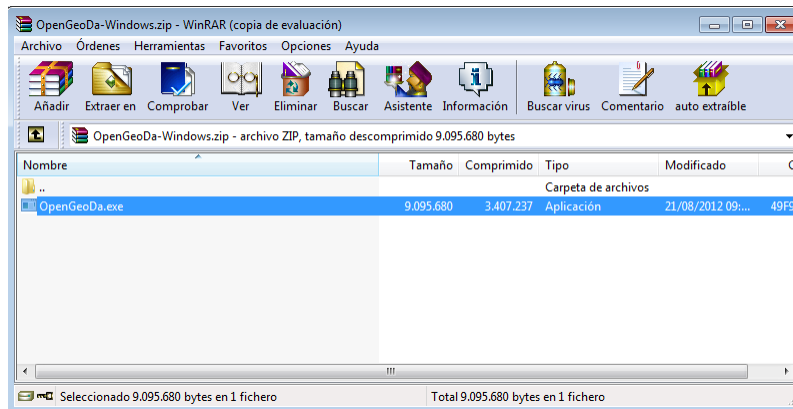 OpenGeoDa-Windows.zip - WinRAR (copia de evaluación)
Archivo Órdenes Herramientas Favoritos Opciones Ayuda
Añadir Extraer en Comprobar Ver Eliminar Buscar Asistente Información Buscar virus Comentario auto extraíble
OpenGeoDa-Windows.zip - archivo ZIP, tamaño descomprimido 9.095.680 bytes
Nombre Tamaño Comprimido Tipo Modificado C
.. Carpeta de archivos
OpenGeoDa.exe 9.095.680 3.407.237 Aplicación 21/08/2012 09:... 49F9
Seleccionado 9.095.680 bytes en 1 fichero Total 9.095.680 bytes en 1 fichero